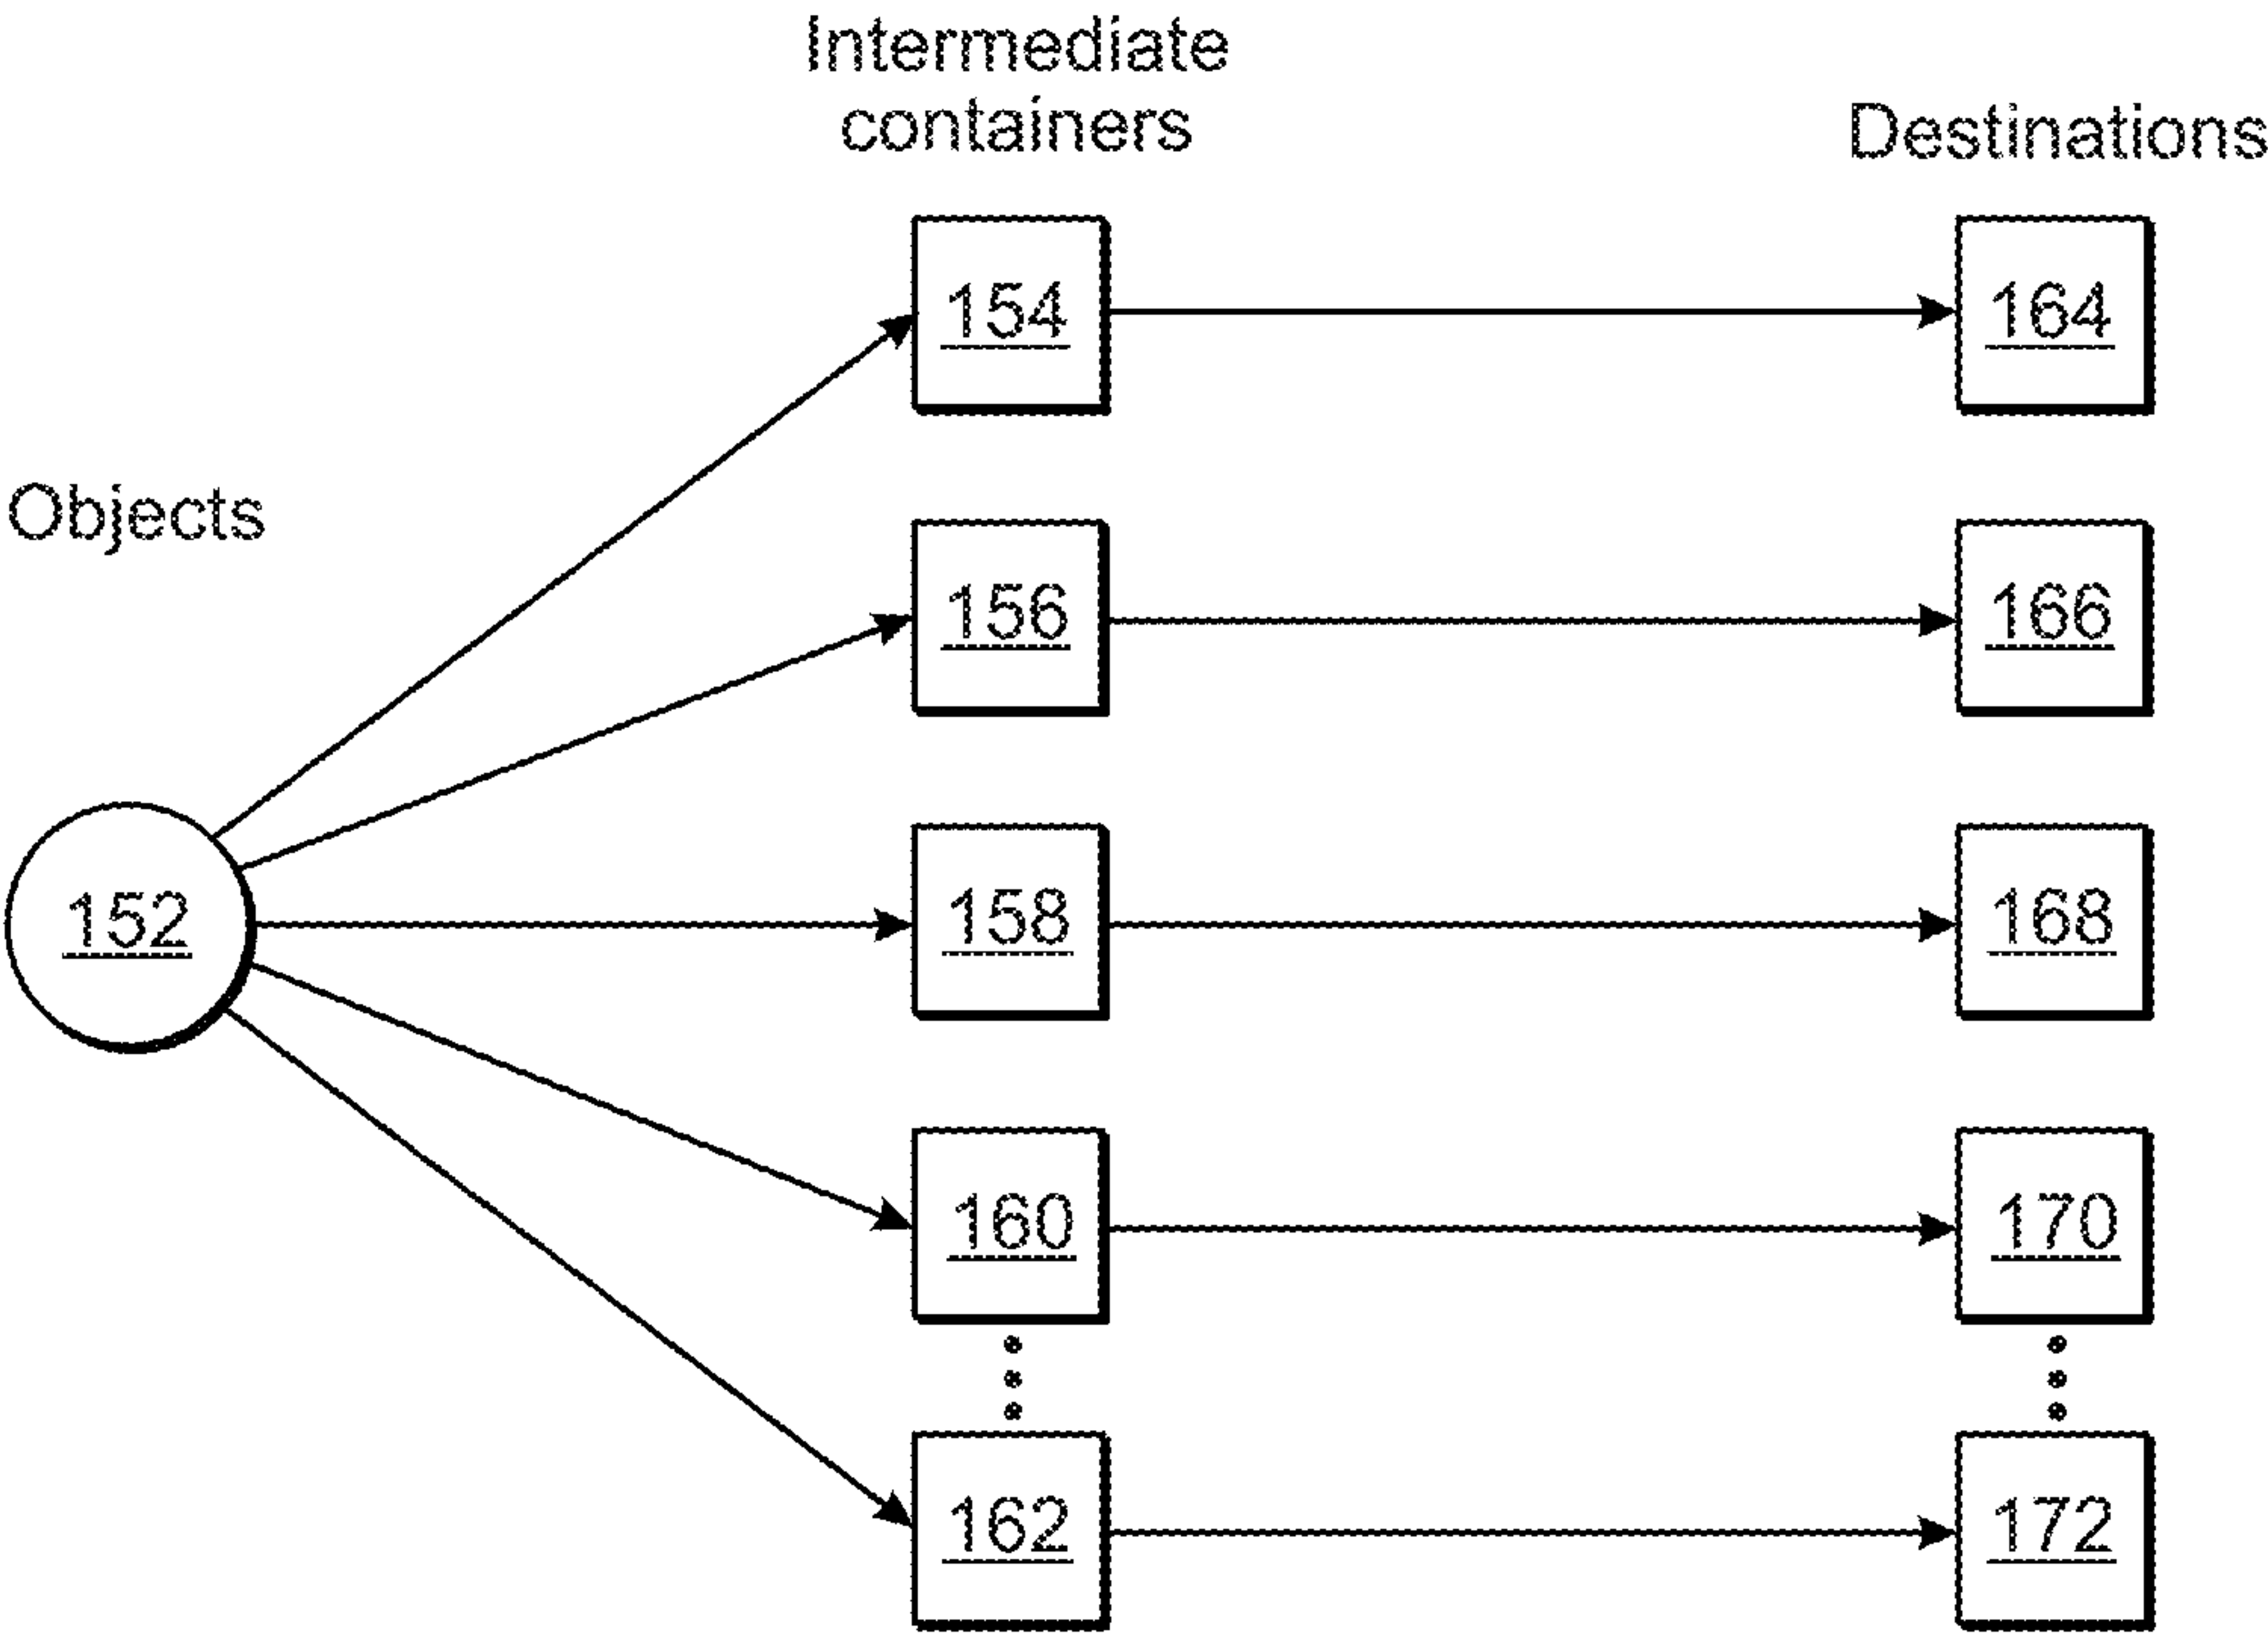 Intermediate
containers
Destinations
Objects
154
164
156
166
152
158
168
160
170
162
172